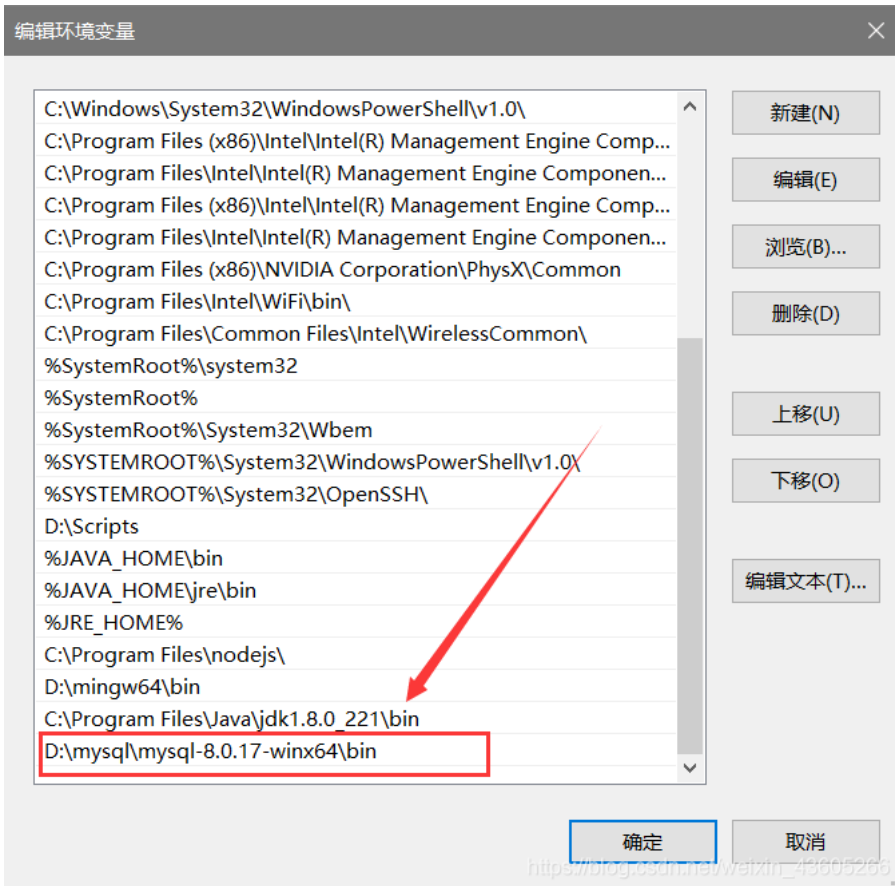 编辑环境变量
C:\Windows\System32\WindowsPowerShell\v1.0\
C:\Program Files (x86)\Intel\Intel(R) Management Engine Comp...
C:\Program Files\Intel\Intel(R) Management Engine Componen...
C:\Program Files (x86)\Intel\Intel(R) Management Engine Comp...
C:\Program Files\Intel\Intel(R) Management Engine Componen...
C:\Program Files (x86)\NVIDIA Corporation\PhysX\Common
C:\Program Files\Intel\WiFi\bin\
C:\Program Files\Common Files\Intel\WirelessCommon\
%SystemRoot%\system32
%SystemRoot%
%SystemRoot%\System32\Wbem
%SYSTEMROOT%\System32\WindowsPowerShell\v1.0\
%SYSTEMROOT%\System32\OpenSSH\
D:\Scripts
%JAVA_HOME\bin
%JAVA_HOME\jre\bin
%JRE_HOME%
C:\Program Files\nodejs\
D:\mingw64\bin
C:\Program Files\Java\jdk1.8.0_221\bin
D:\mysql\mysql-8.0.17-winx64\bin
新建(N)
编辑(E)
浏览(B)...
删除(D)
上移(U)
下移(O)
编辑文本(T)...
确定
取消
https://blog.csdn.net/weixin_43605266